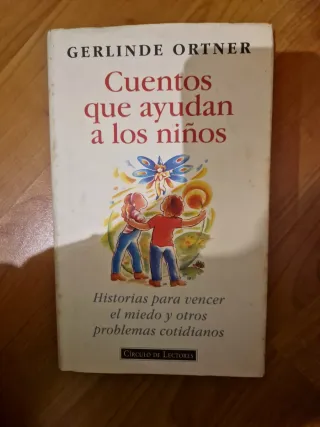 GERLINDE ORTNER
Cuentos
que ayudan
a los niños
Historias para vencer
el miedo y otros
problemas cotidianos
CÍRCULO DE LECTORES